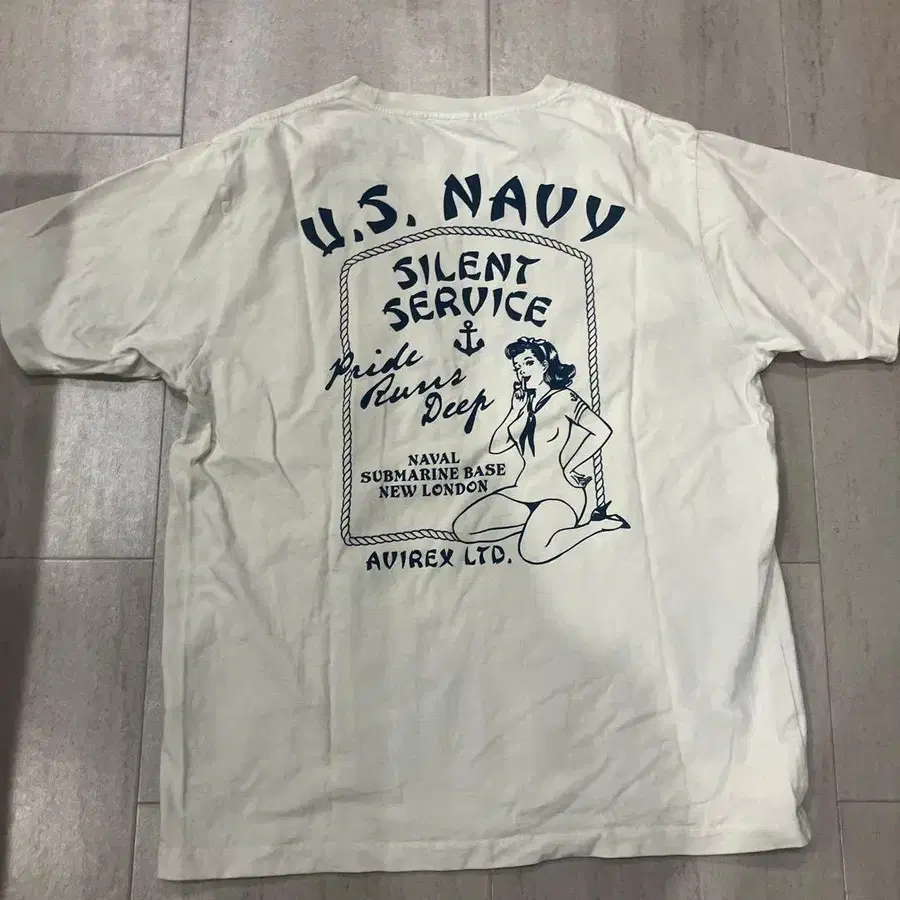 U.S. NAVY
SILENT
SERVICE
Pride
Runs
Deep
NAVAL
SUBMARINE BASE
NEW LONDON
AVIREX LTD.